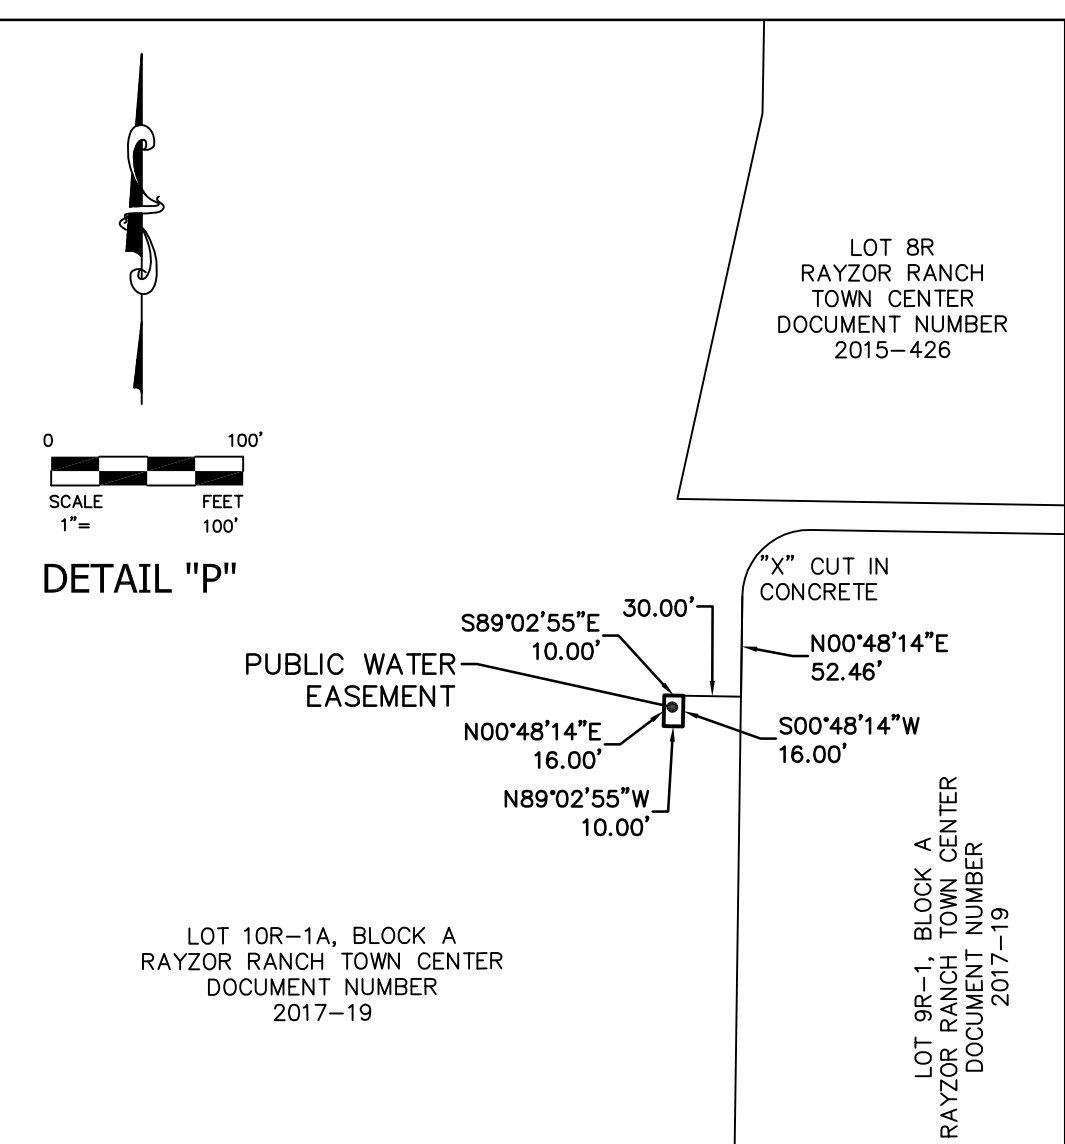 LOT 8R
RAYZOR RANCH
TOWN CENTER
DOCUMENT NUMBER
2015-426
0 100'
SCALE FEET
1"= 100'
DETAIL "P"
"X" CUT IN
CONCRETE
30.00'
S89°02'55"E
10.00'
N00°48'14"E
52.46'
PUBLIC WATER
EASEMENT
N00°48'14"E
16.00'
S00°48'14"W
16.00'
N89°02'55"W
10.00'
LOT 10R-1A, BLOCK A
RAYZOR RANCH TOWN CENTER
DOCUMENT NUMBER
2017-19
LOT 9R-1, BLOCK A
RAYZOR RANCH TOWN CENTER
DOCUMENT NUMBER
2017-19